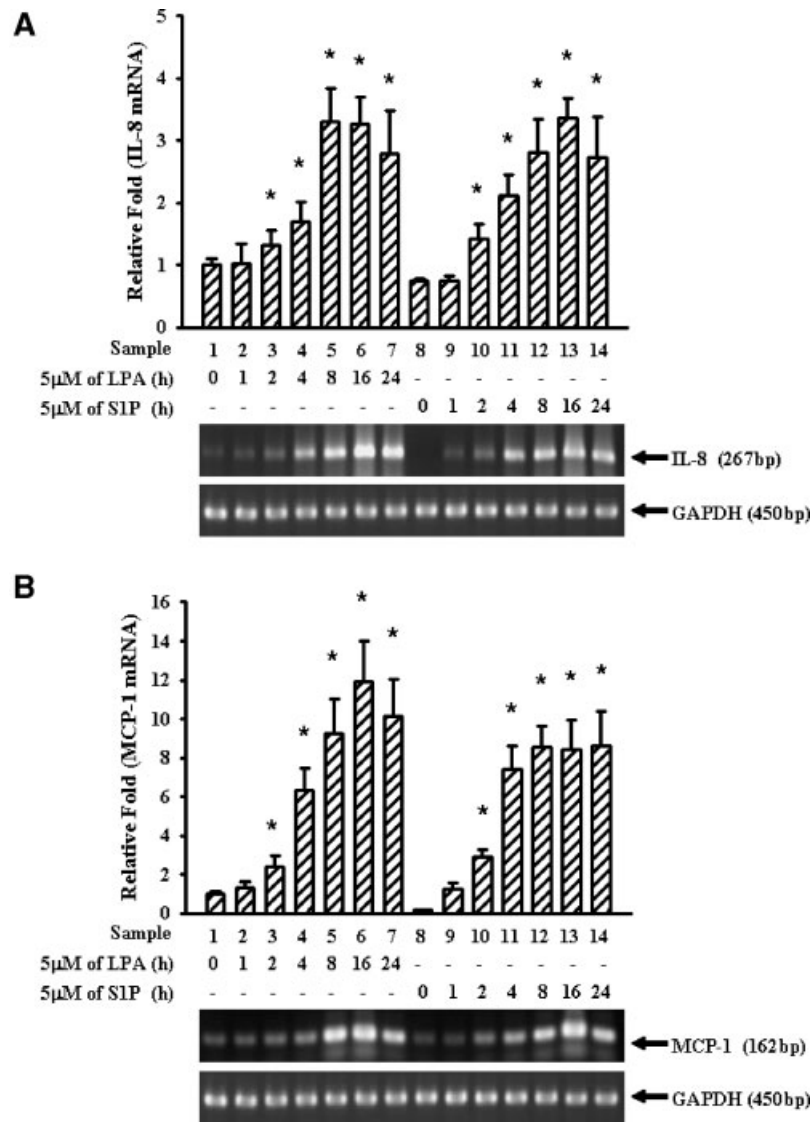 A
Relative Fold (IL-8 mRNA)
5
4
3
2
1
0
* * * * * * * * * *
Sample 1 2 3 4 5 6 7 8 9 10 11 12 13 14
5μM of LPA (h) 0 1 2 4 8 16 24 - - - - - - -
5μM of S1P (h) - - - - - - - 0 1 2 4 8 16 24
IL-8 (267bp)
GAPDH (450bp)
B
Relative Fold (MCP-1 mRNA)
16
14
12
10
8
6
4
2
0
* * * * * * * * * *
Sample 1 2 3 4 5 6 7 8 9 10 11 12 13 14
5μM of LPA (h) 0 1 2 4 8 16 24 - - - - - - -
5μM of S1P (h) - - - - - - - 0 1 2 4 8 16 24
MCP-1 (162bp)
GAPDH (450bp)